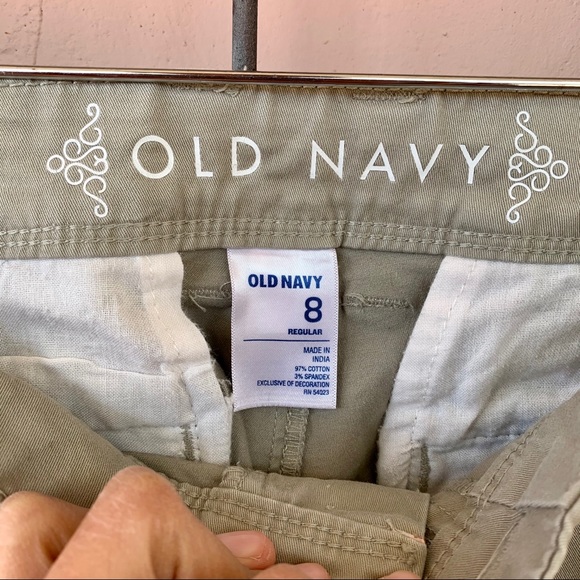 OLD NAVY
OLD NAVY
8
REGULAR
MADE IN
INDIA
97% COTTON
3% SPANDEX
EXCLUSIVE OF DECORATION
RN 54023